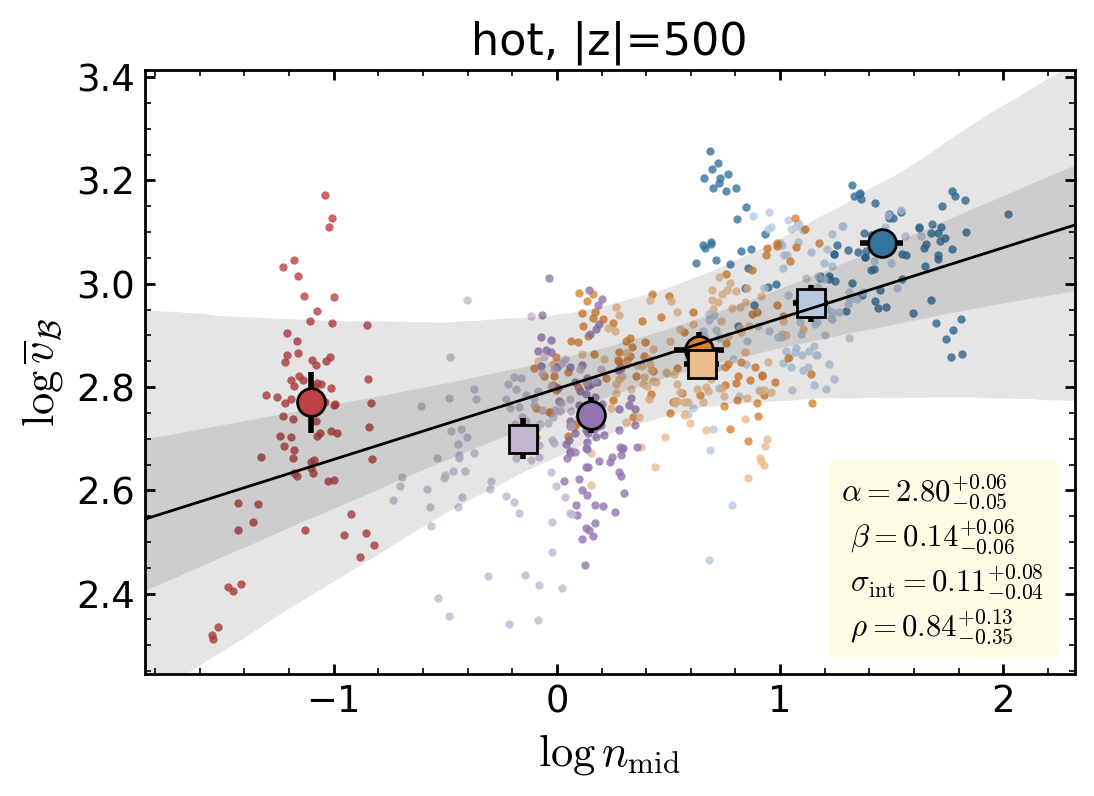 hot, |z|=500
log v̅_ℬ
3.4
3.2
3.0
2.8
2.6
2.4
α = 2.80^{+0.06}_{−0.05}
β = 0.14^{+0.06}_{−0.06}
σ_int = 0.11^{+0.08}_{−0.04}
ρ = 0.84^{+0.13}_{−0.35}
−1 0 1 2
log n_mid